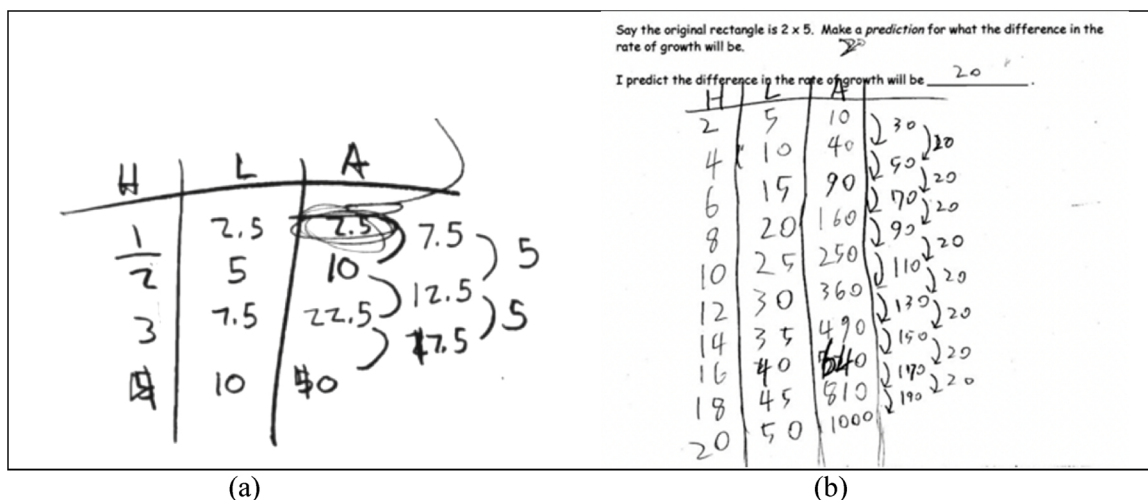 H L A
1 2.5 2.5 7.5 5
2 5 10 12.5 5
3 7.5 22.5 17.5
10 40
(a)
Say the original rectangle is 2 x 5. Make a prediction for what the difference in the
rate of growth will be.
20
I predict the difference in the rate of growth will be 20.
H L A
2 5 10 30 20
4 10 40 50 20
6 15 90 70 20
8 20 160 90 20
10 25 250 110 20
12 30 360 130 20
14 35 490 150 20
16 40 640 170 20
18 45 810 190
20 50 1000
(b)